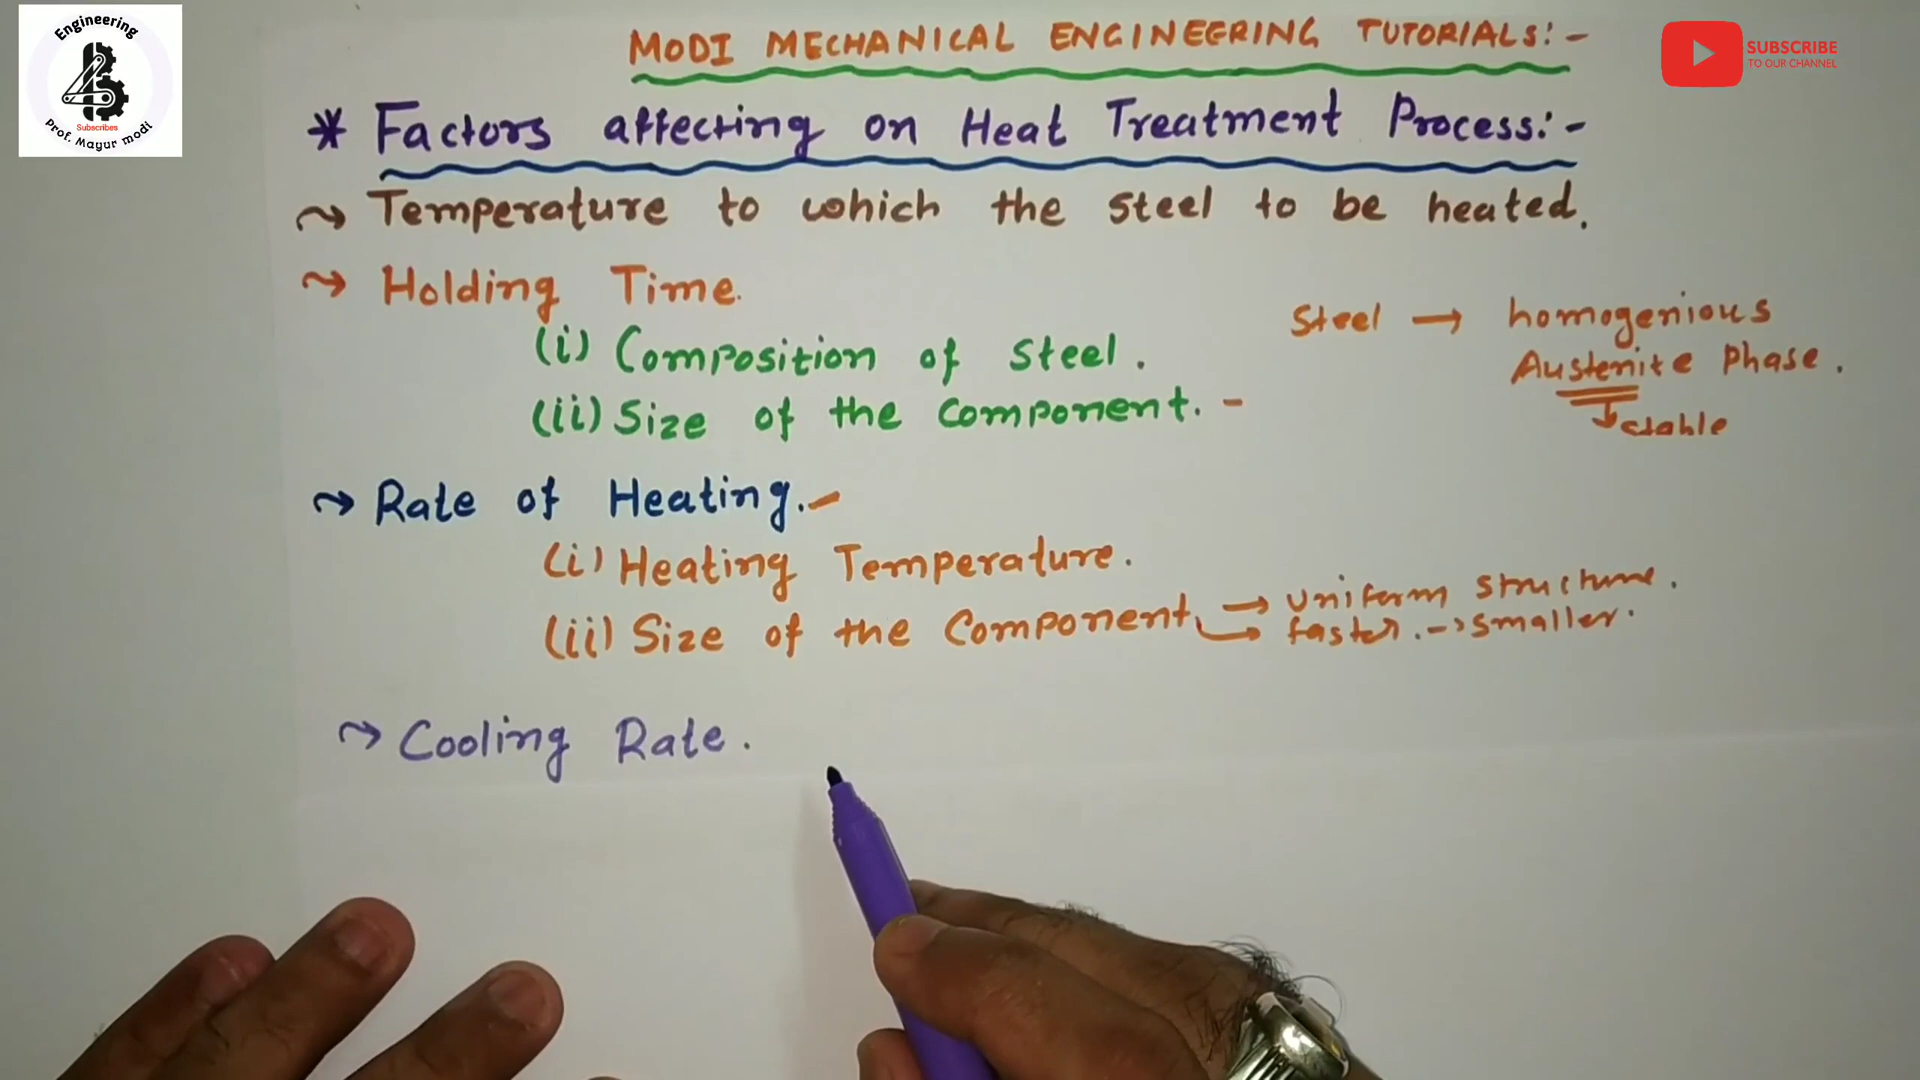 Engineering
Subscribes
Prof. Mayur modi
SUBSCRIBE
TO OUR CHANNEL
MODI MECHANICAL ENGINEERING TUTORIALS:-
* Factors affecting on Heat Treatment Process:-
Temperature to which the steel to be heated.
Holding Time.
(i) Composition of steel.
(ii) Size of the component. -
Steel → homogenious
Austenite phase.
stable
Rate of Heating. -
(i) Heating Temperature.
(ii) Size of the Component. → uniform structure.
→ faster. → smaller.
Cooling Rate.